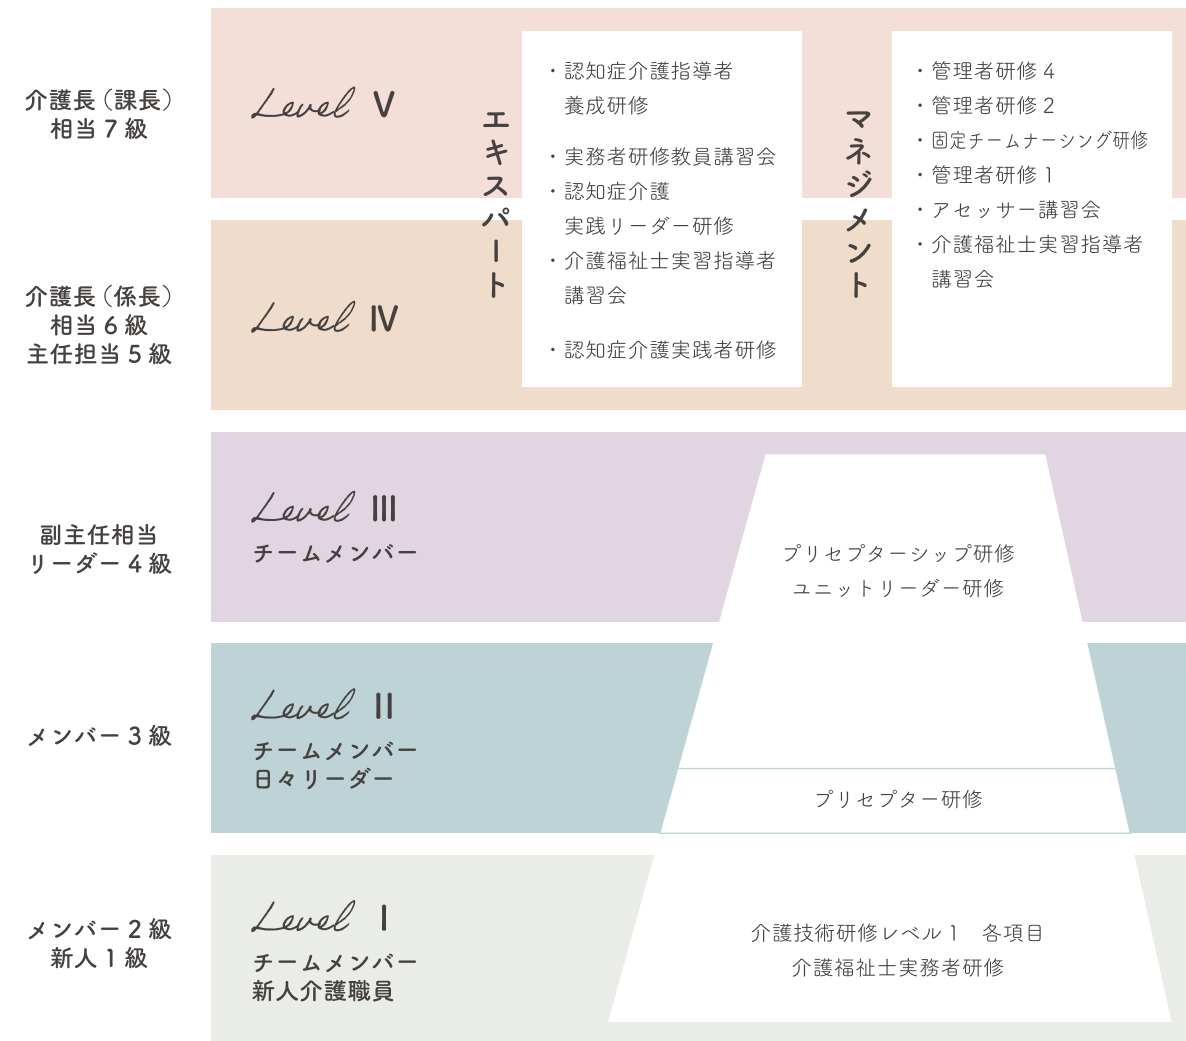 介護長（課長）
相当７級
Level Ⅴ
エキスパート
・認知症介護指導者
養成研修
・実務者研修教員講習会
・認知症介護
実践リーダー研修
・介護福祉士実習指導者
講習会
・認知症介護実践者研修
マネジメント
・管理者研修４
・管理者研修２
・固定チームナーシング研修
・管理者研修１
・アセッサー講習会
・介護福祉士実習指導者
講習会
介護長（係長）
相当６級
主任担当５級
Level Ⅳ
副主任相当
リーダー４級
Level Ⅲ
チームメンバー
プリセプターシップ研修
ユニットリーダー研修
メンバー３級
Level Ⅱ
チームメンバー
日々リーダー
プリセプター研修
メンバー２級
新人１級
Level Ⅰ
チームメンバー
新人介護職員
介護技術研修レベル１　各項目
介護福祉士実務者研修